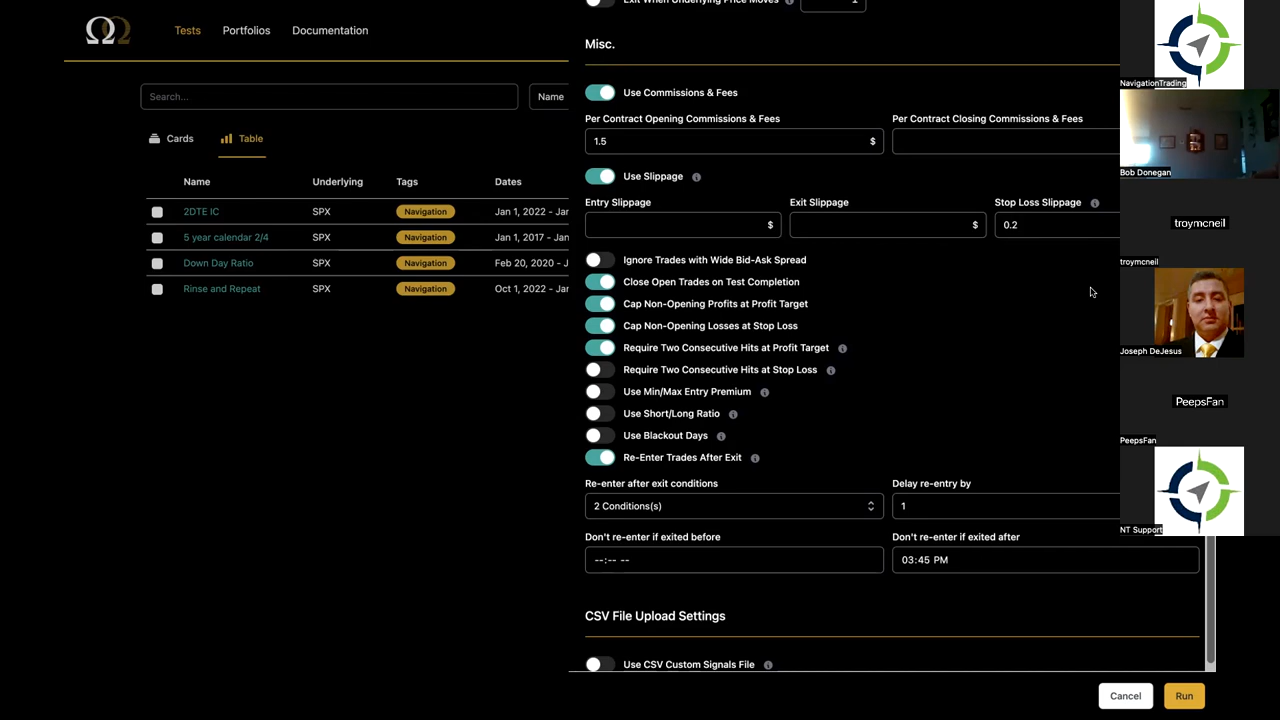 Tests Portfolios Documentation
Search...
Name
Cards Table
Name Underlying Tags Dates
2DTE IC SPX Navigation Jan 1, 2022 - Jan
5 year calendar 2/4 SPX Navigation Jan 1, 2017 - Jan
Down Day Ratio SPX Navigation Feb 20, 2020 - J
Rinse and Repeat SPX Navigation Oct 1, 2022 - Jan
Exit When Underlying Price Moves 1
Misc.
Use Commissions & Fees
Per Contract Opening Commissions & Fees Per Contract Closing Commissions & Fees
1.5 $
Use Slippage
Entry Slippage Exit Slippage Stop Loss Slippage
$ $ 0.2
Ignore Trades with Wide Bid-Ask Spread
Close Open Trades on Test Completion
Cap Non-Opening Profits at Profit Target
Cap Non-Opening Losses at Stop Loss
Require Two Consecutive Hits at Profit Target
Require Two Consecutive Hits at Stop Loss
Use Min/Max Entry Premium
Use Short/Long Ratio
Use Blackout Days
Re-Enter Trades After Exit
Re-enter after exit conditions Delay re-entry by
2 Conditions(s) 1
Don't re-enter if exited before Don't re-enter if exited after
--:-- -- 03:45 PM
CSV File Upload Settings
Use CSV Custom Signals File
Cancel Run
NavigationTrading
Bob Donegan
troymcneil
troymcneil
Joseph DeJesus
PeepsFan
PeepsFan
NT Support